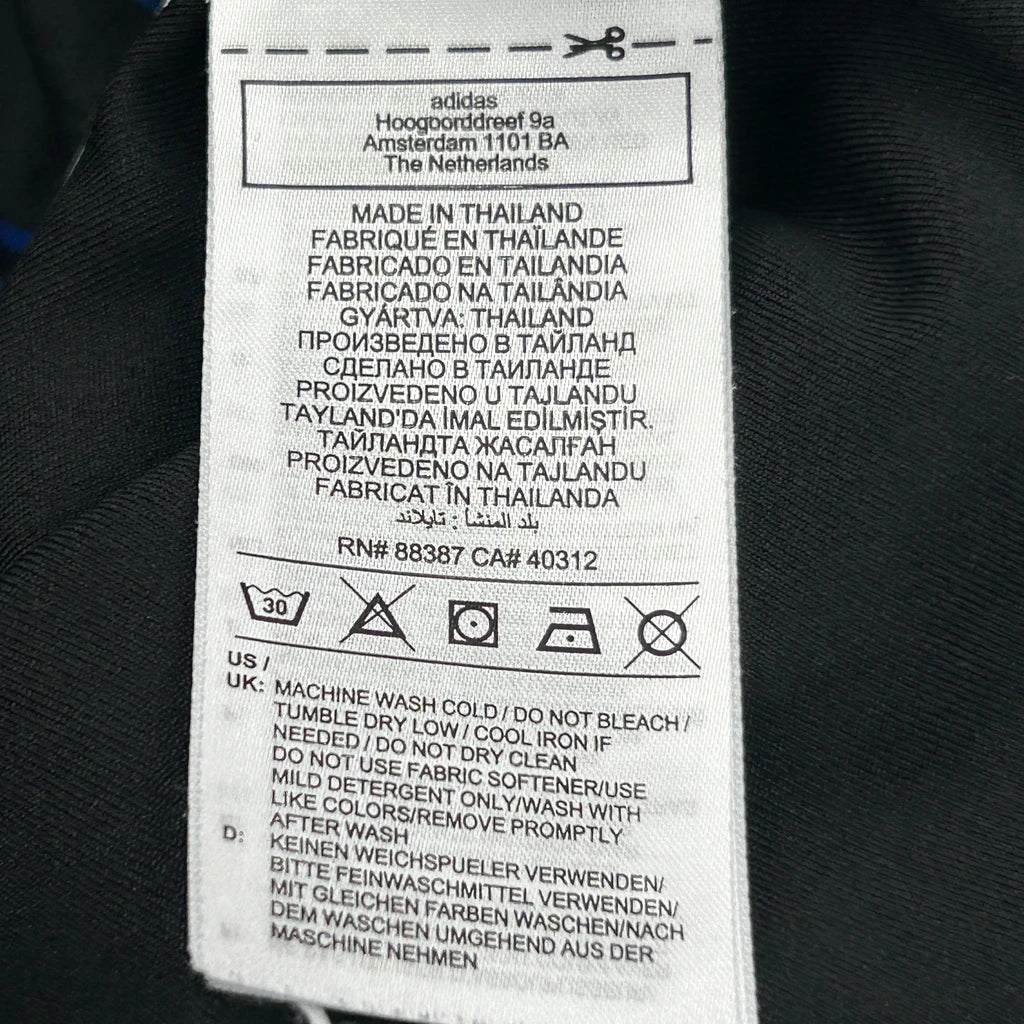 adidas
Hoogoorddreef 9a
Amsterdam 1101 BA
The Netherlands
MADE IN THAILAND
FABRIQUÉ EN THAÏLANDE
FABRICADO EN TAILANDIA
FABRICADO NA TAILÂNDIA
GYÁRTVA: THAILAND
ПРОИЗВЕДЕНО В ТАЙЛАНД
СДЕЛАНО В ТАИЛАНДЕ
PROIZVEDENO U TAJLANDU
TAYLAND'DA İMAL EDİLMİŞTİR.
ТАЙЛАНДТА ЖАСАЛҒАН
PROIZVEDENO NA TAJLANDU
FABRICAT ÎN THAILANDA
بلد المنشأ : تايلاند
RN# 88387 CA# 40312
30
US /
UK: MACHINE WASH COLD / DO NOT BLEACH /
TUMBLE DRY LOW / COOL IRON IF
NEEDED / DO NOT DRY CLEAN
DO NOT USE FABRIC SOFTENER/USE
MILD DETERGENT ONLY/WASH WITH
LIKE COLORS/REMOVE PROMPTLY
AFTER WASH
D: KEINEN WEICHSPUELER VERWENDEN/
BITTE FEINWASCHMITTEL VERWENDEN/
MIT GLEICHEN FARBEN WASCHEN/NACH
DEM WASCHEN UMGEHEND AUS DER
MASCHINE NEHMEN